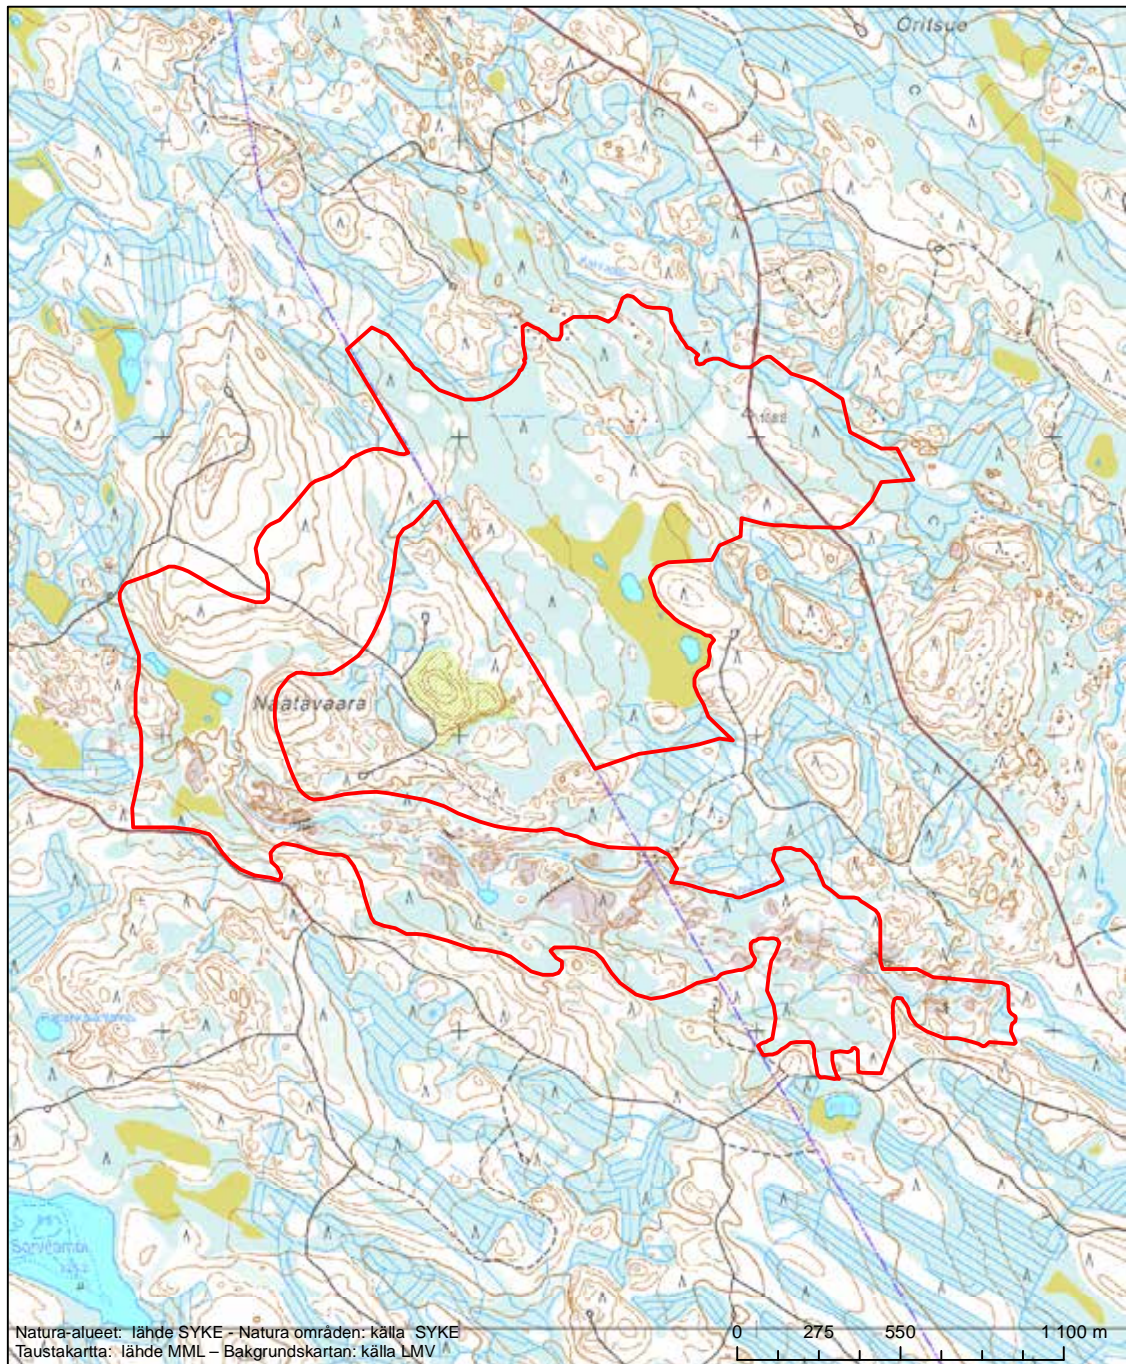 Oritsue
Naatavaara
0 275 550 1 100 m
Natura-alueet: lähde SYKE - Natura områden: källa SYKE
Taustakartta: lähde MML – Bakgrundskartan: källa LMV